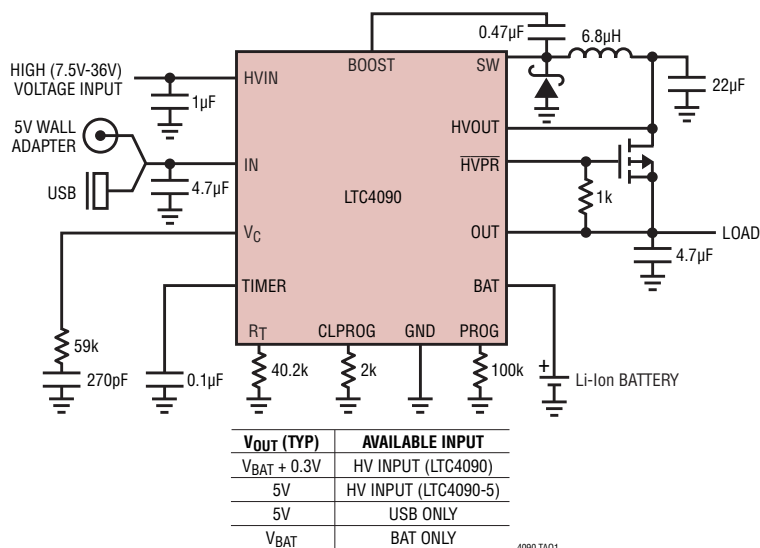 0.47µF
6.8µH
HIGH (7.5V-36V)
VOLTAGE INPUT
HVIN
BOOST
SW
1µF
22µF
5V WALL
ADAPTER
HVOUT
IN
HVPR
USB
4.7µF
LTC4090
1k
VC
OUT
LOAD
4.7µF
TIMER
BAT
59k
RT
CLPROG
GND
PROG
270pF
0.1µF
40.2k
2k
100k
+
Li-Ion BATTERY
VOUT (TYP) AVAILABLE INPUT
VBAT + 0.3V HV INPUT (LTC4090)
5V HV INPUT (LTC4090-5)
5V USB ONLY
VBAT BAT ONLY
4090 TAO1